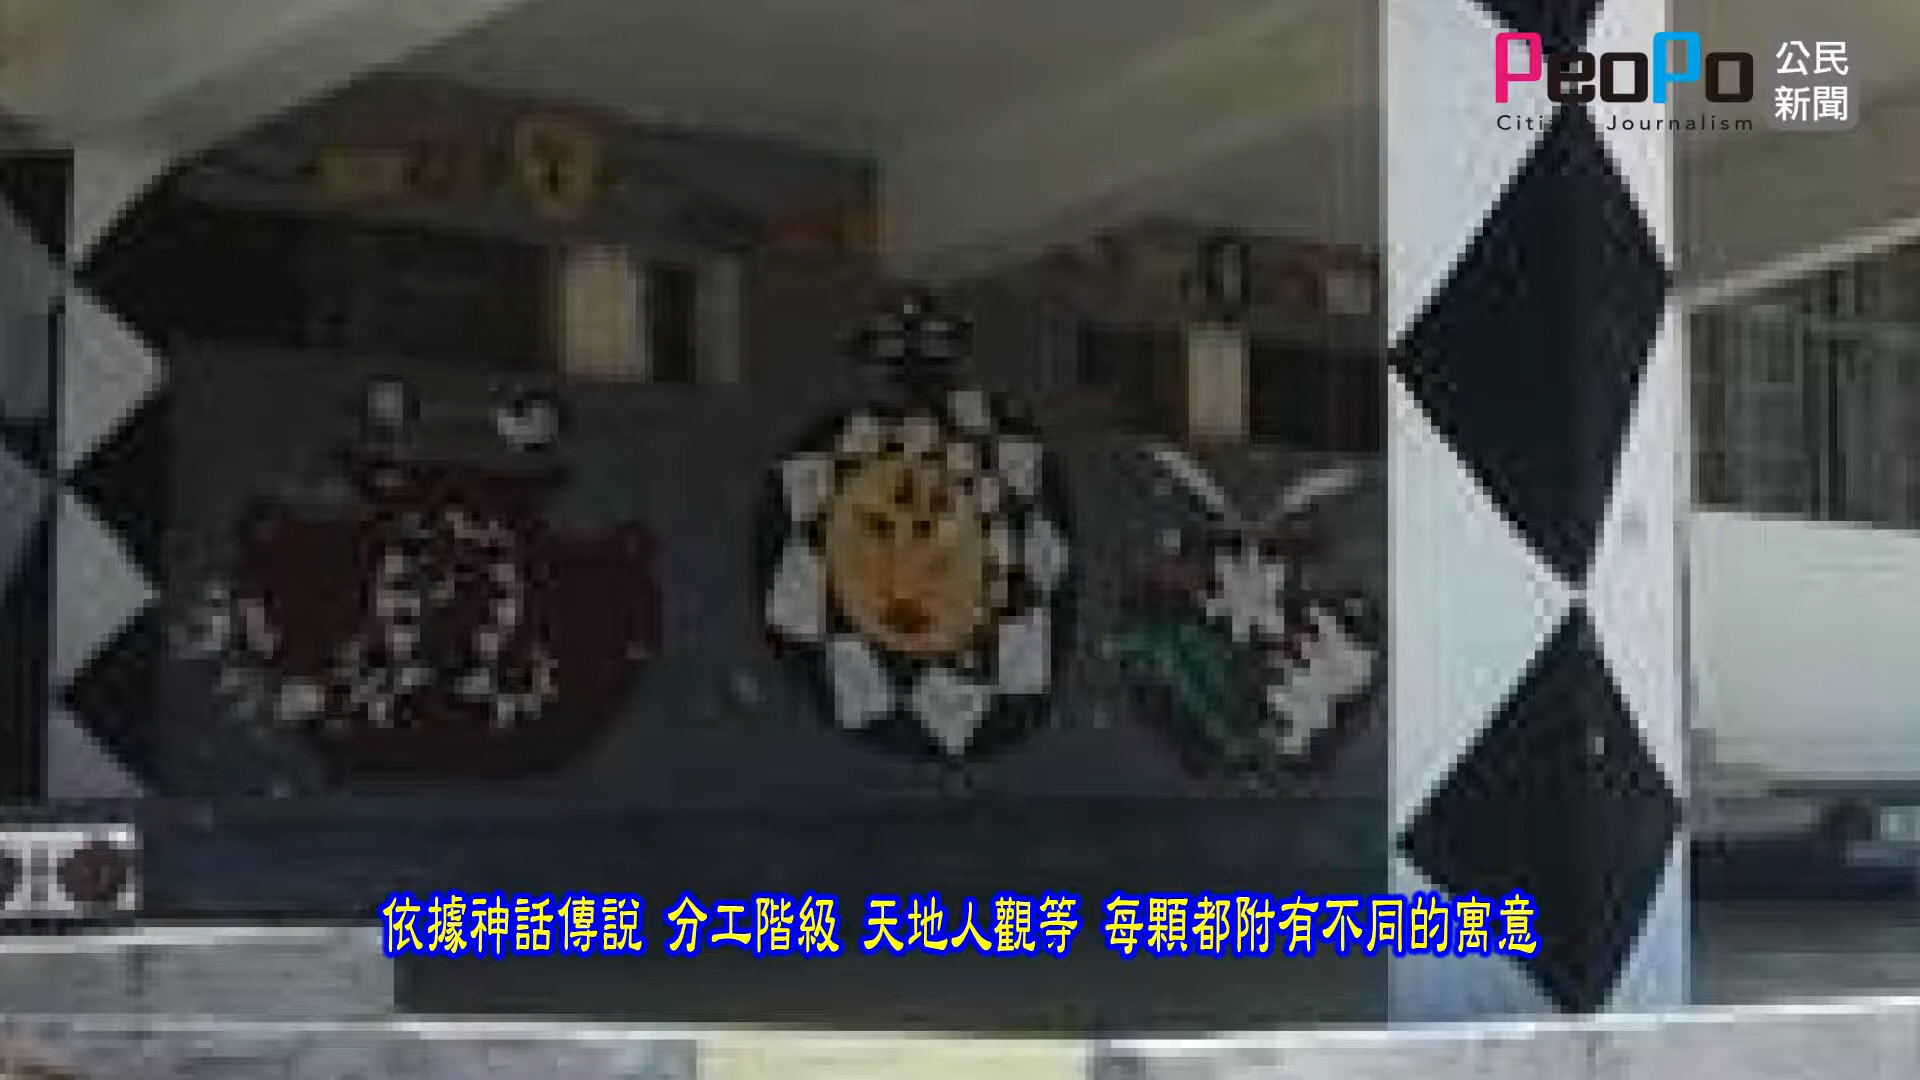 PeoPo 公民
新聞
Citizen Journalism
依據神話傳說 分工階級 天地人觀等 每顆都附有不同的寓意